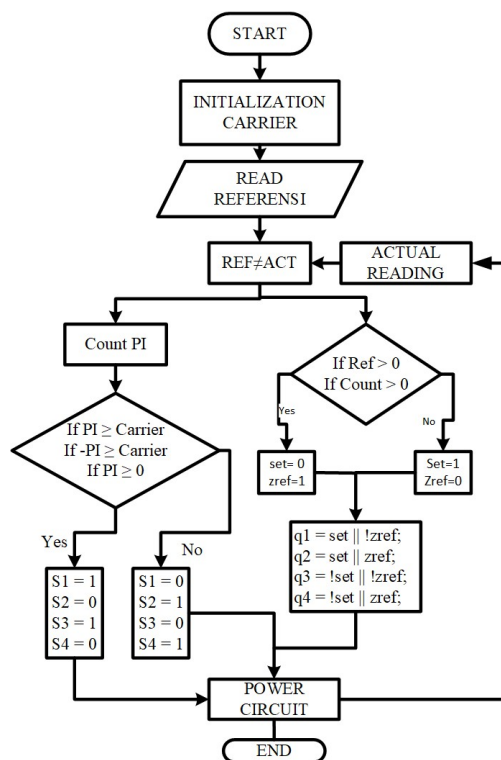 START
INITIALIZATION
CARRIER
READ
REFERENSI
REF≠ACT
ACTUAL
READING
Count PI
If Ref > 0
If Count > 0
If PI ≥ Carrier
If -PI ≥ Carrier
If PI ≥ 0
Yes
No
set= 0
zref=1
Set=1
Zref=0
Yes
No
S1 = 1
S2 = 0
S3 = 1
S4 = 0
S1 = 0
S2 = 1
S3 = 0
S4 = 1
q1 = set || !zref;
q2 = set || zref;
q3 = !set || !zref;
q4 = !set || zref;
POWER
CIRCUIT
END